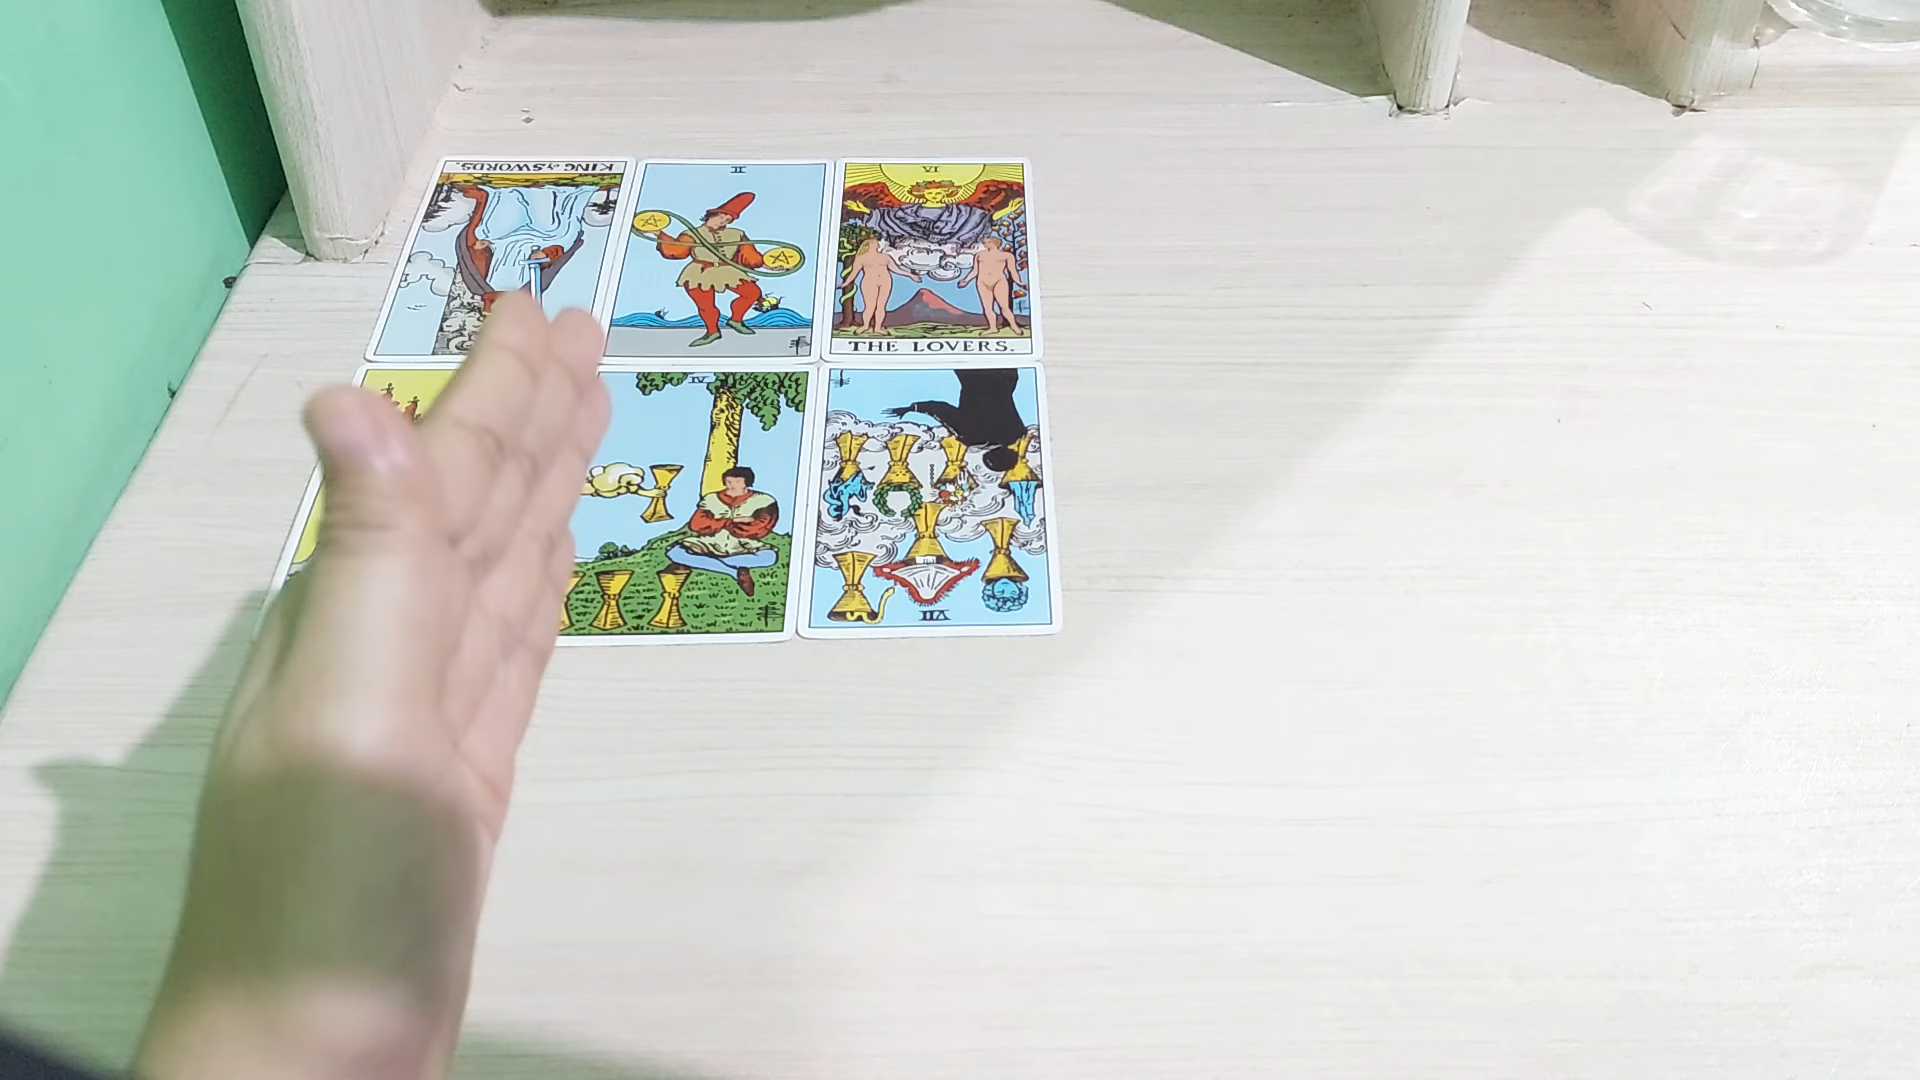 KING of SWORDS.
II
VI
THE LOVERS.
IV
VII